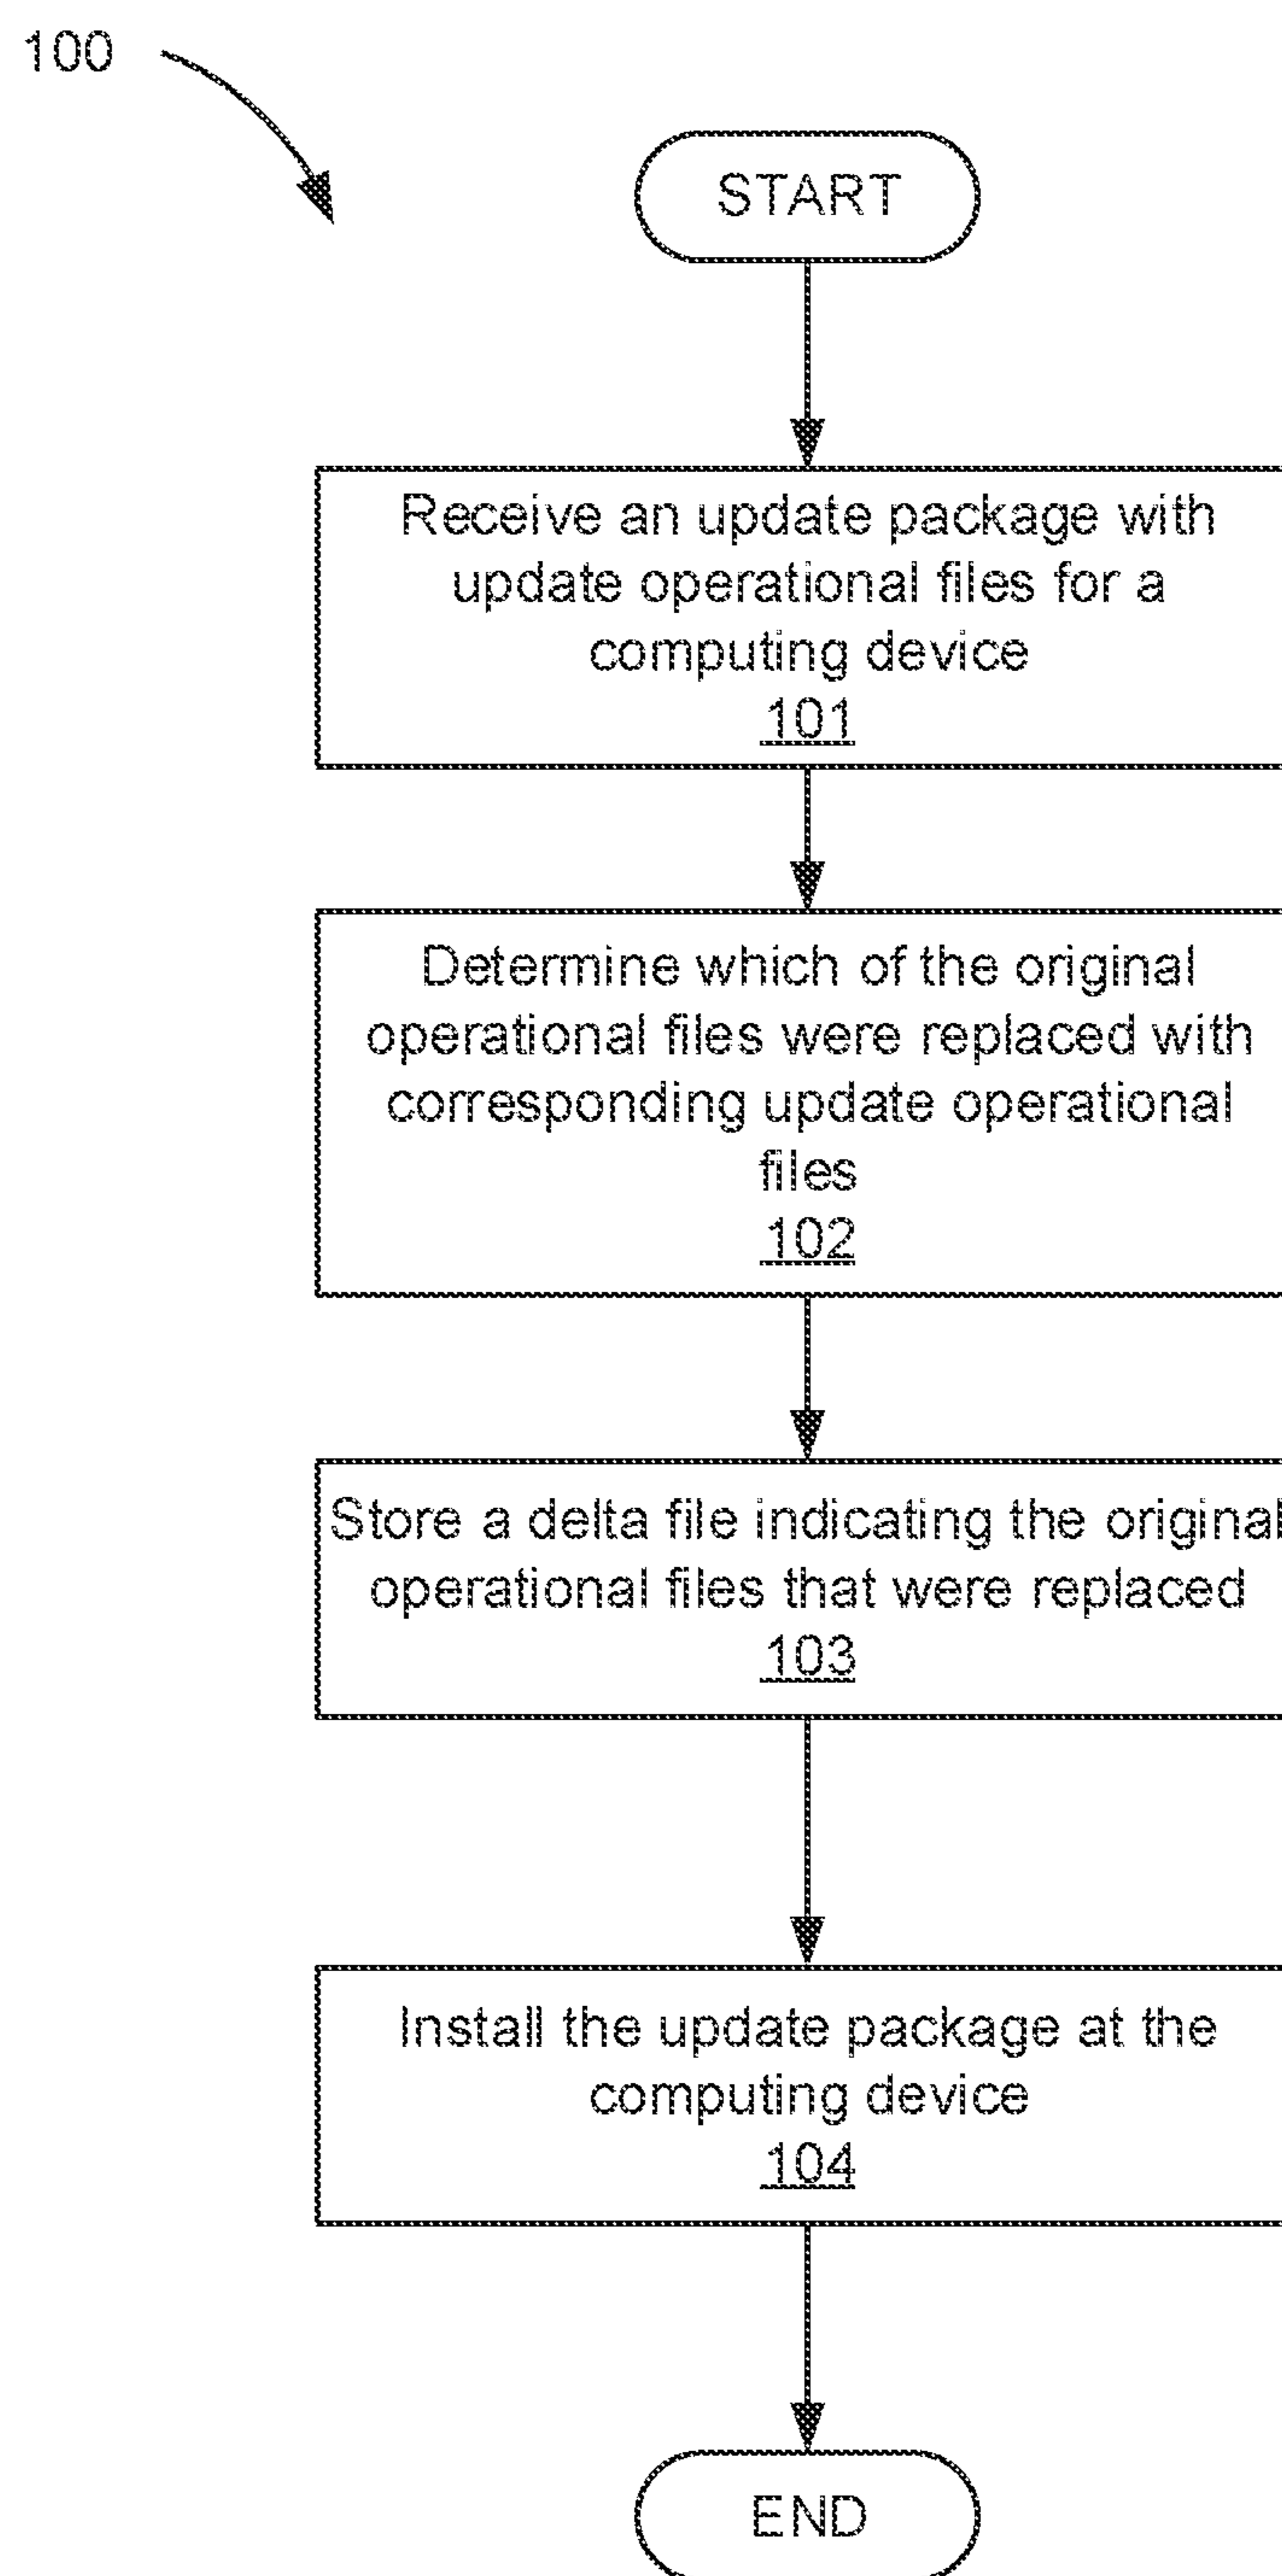 100
START
Receive an update package with
update operational files for a
computing device
101
Determine which of the original
operational files were replaced with
corresponding update operational
files
102
Store a delta file indicating the original
operational files that were replaced
103
Install the update package at the
computing device
104
END